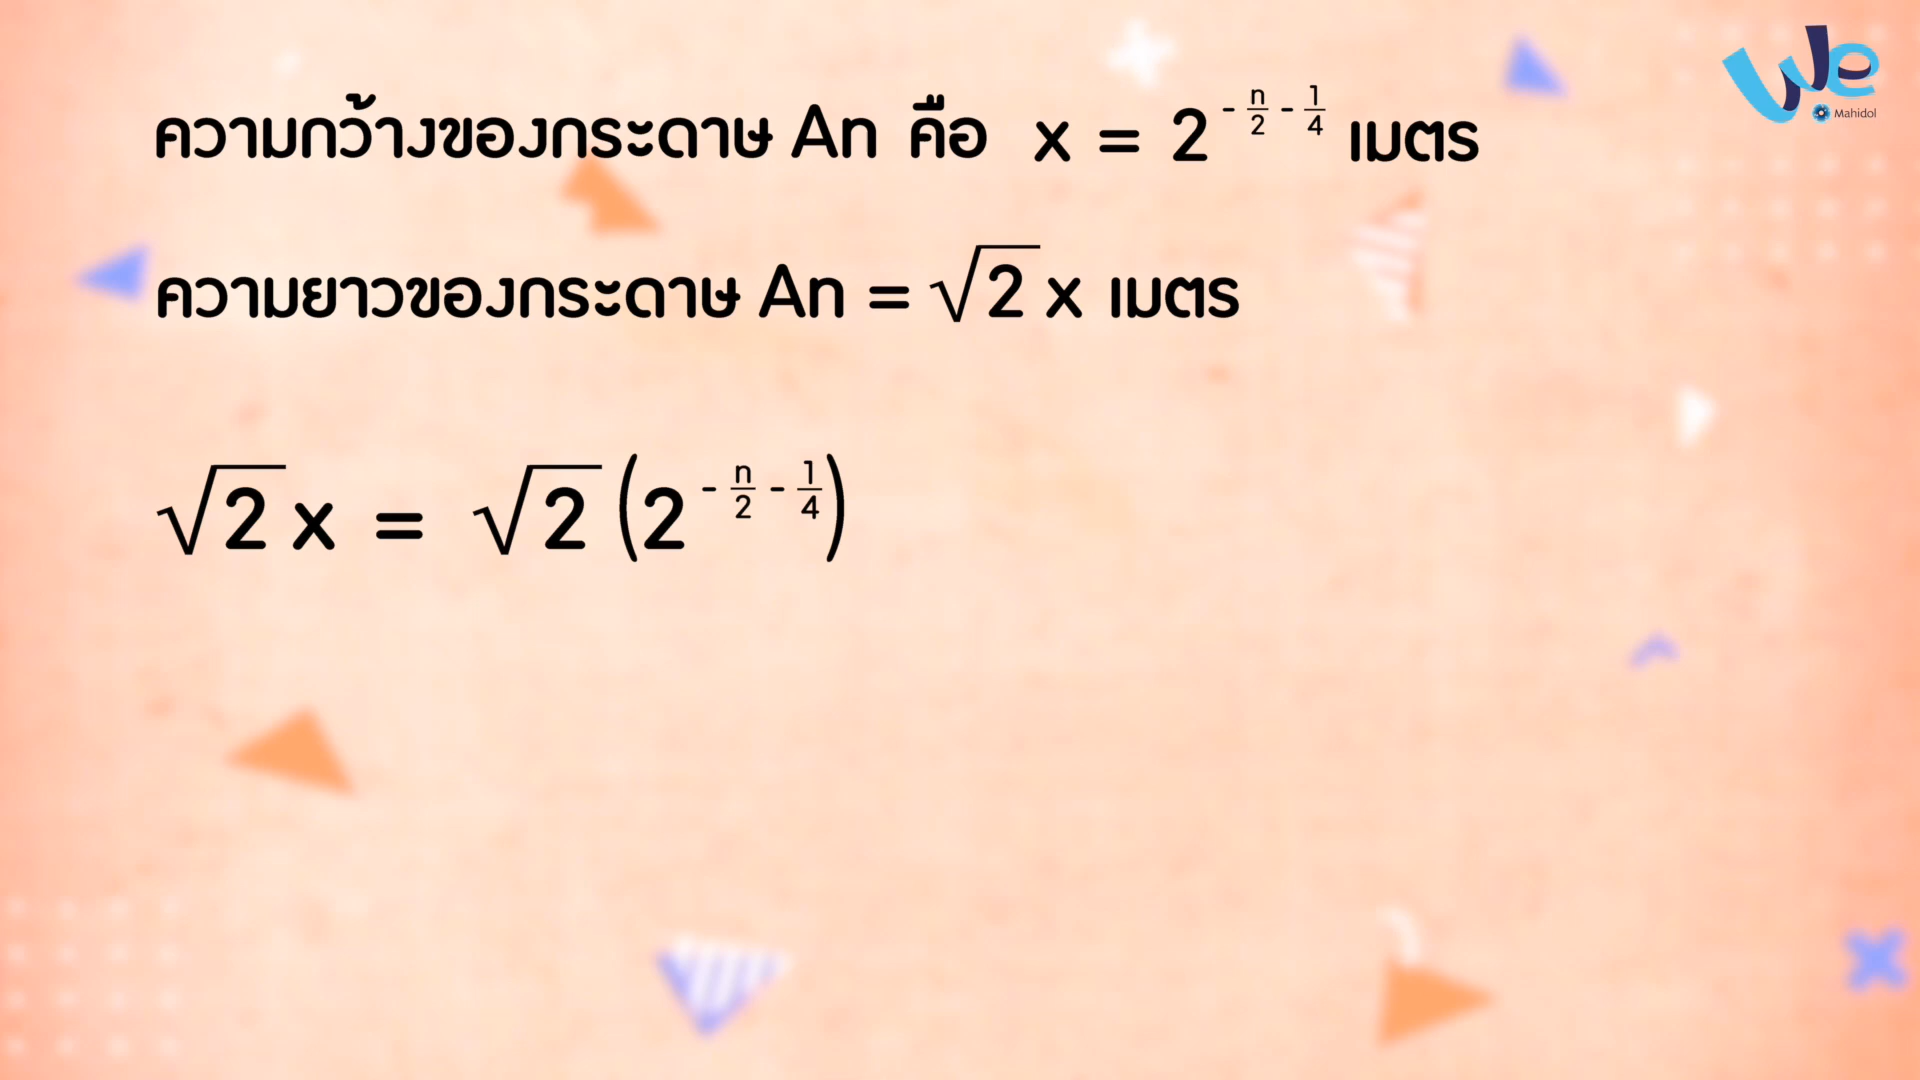 We Mahidol
ความกว้างของกระดาษ An คือ x = 2^(-n/2 - 1/4) เมตร
ความยาวของกระดาษ An = √2 x เมตร
√2 x = √2 (2^(-n/2 - 1/4))